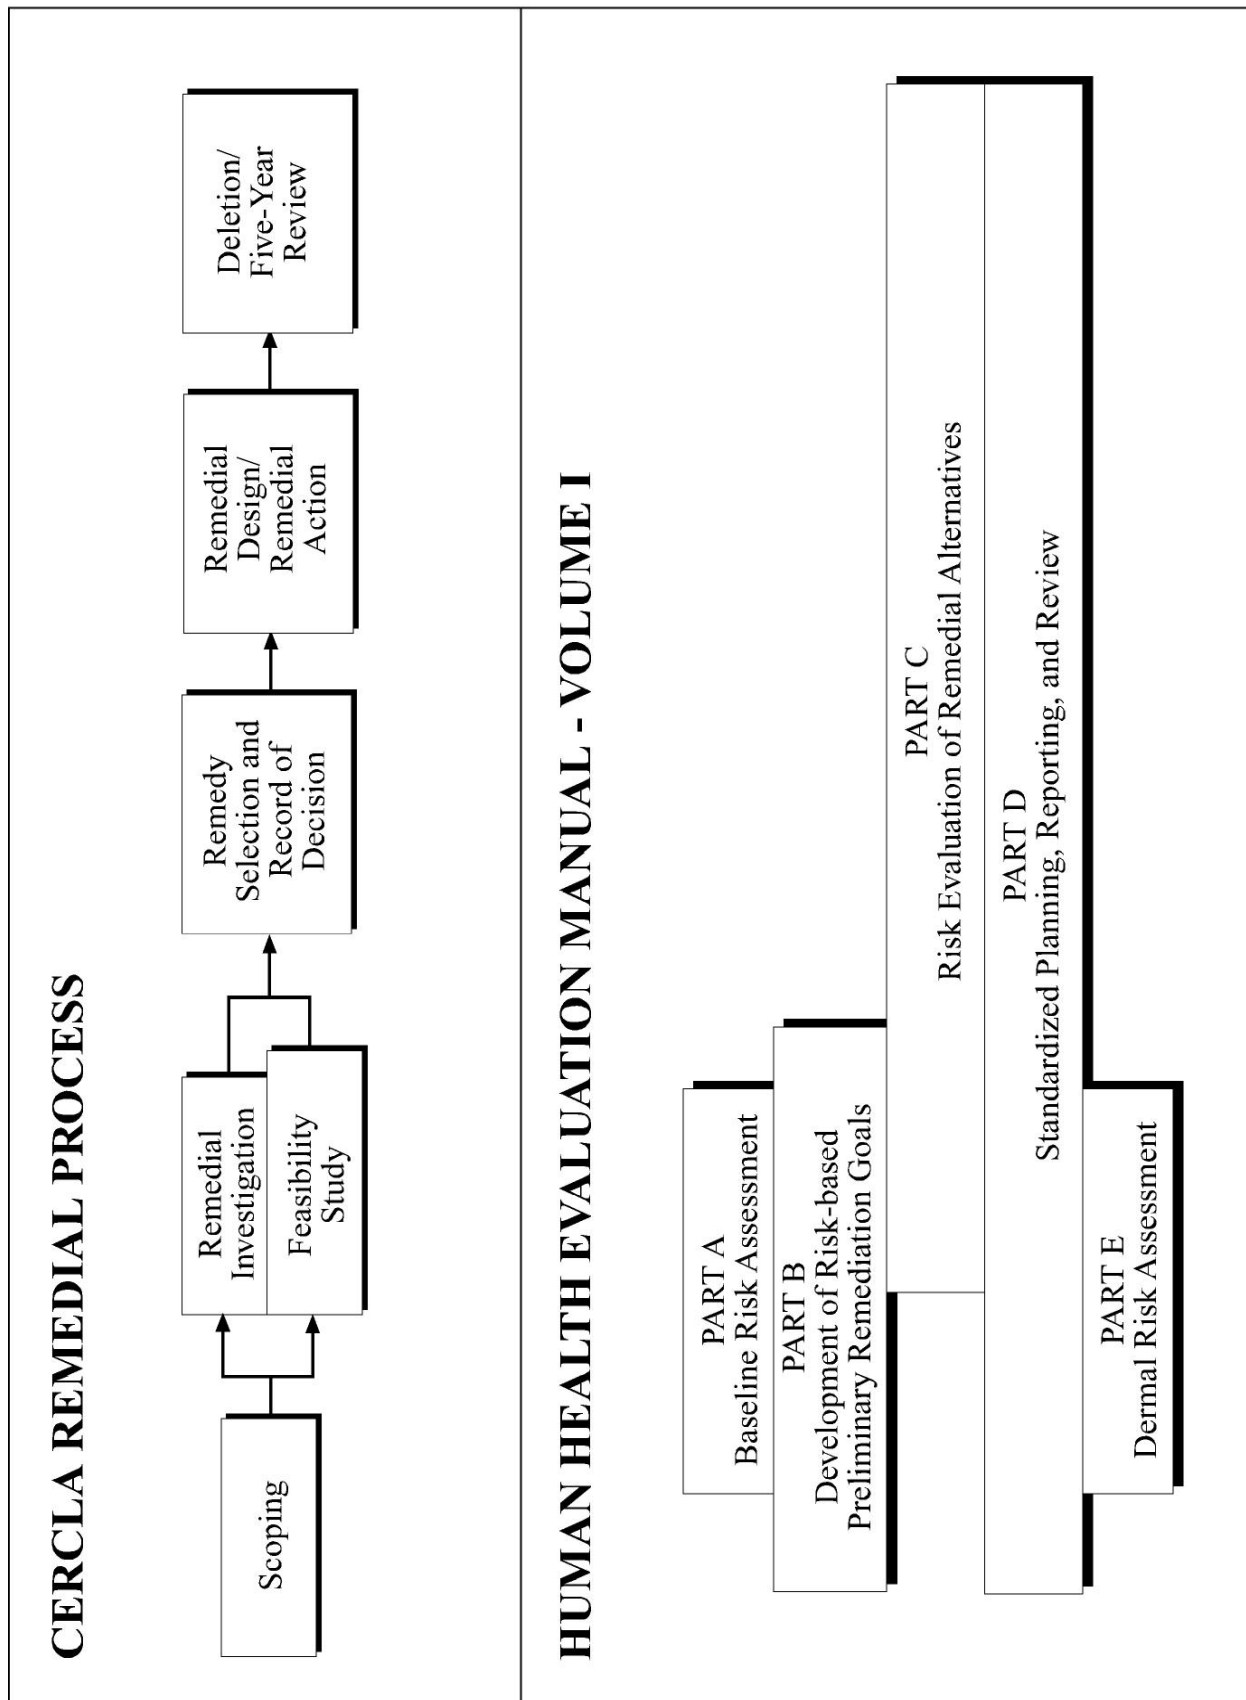 CERCLA REMEDIAL PROCESS
Scoping
Remedial
Investigation
Feasibility
Study
Remedy
Selection and
Record of
Decision
Remedial
Design/
Remedial
Action
Deletion/
Five-Year
Review
HUMAN HEALTH EVALUATION MANUAL - VOLUME I
PART A
Baseline Risk Assessment
PART B
Development of Risk-based
Preliminary Remediation Goals
PART C
Risk Evaluation of Remedial Alternatives
PART D
Standardized Planning, Reporting, and Review
PART E
Dermal Risk Assessment